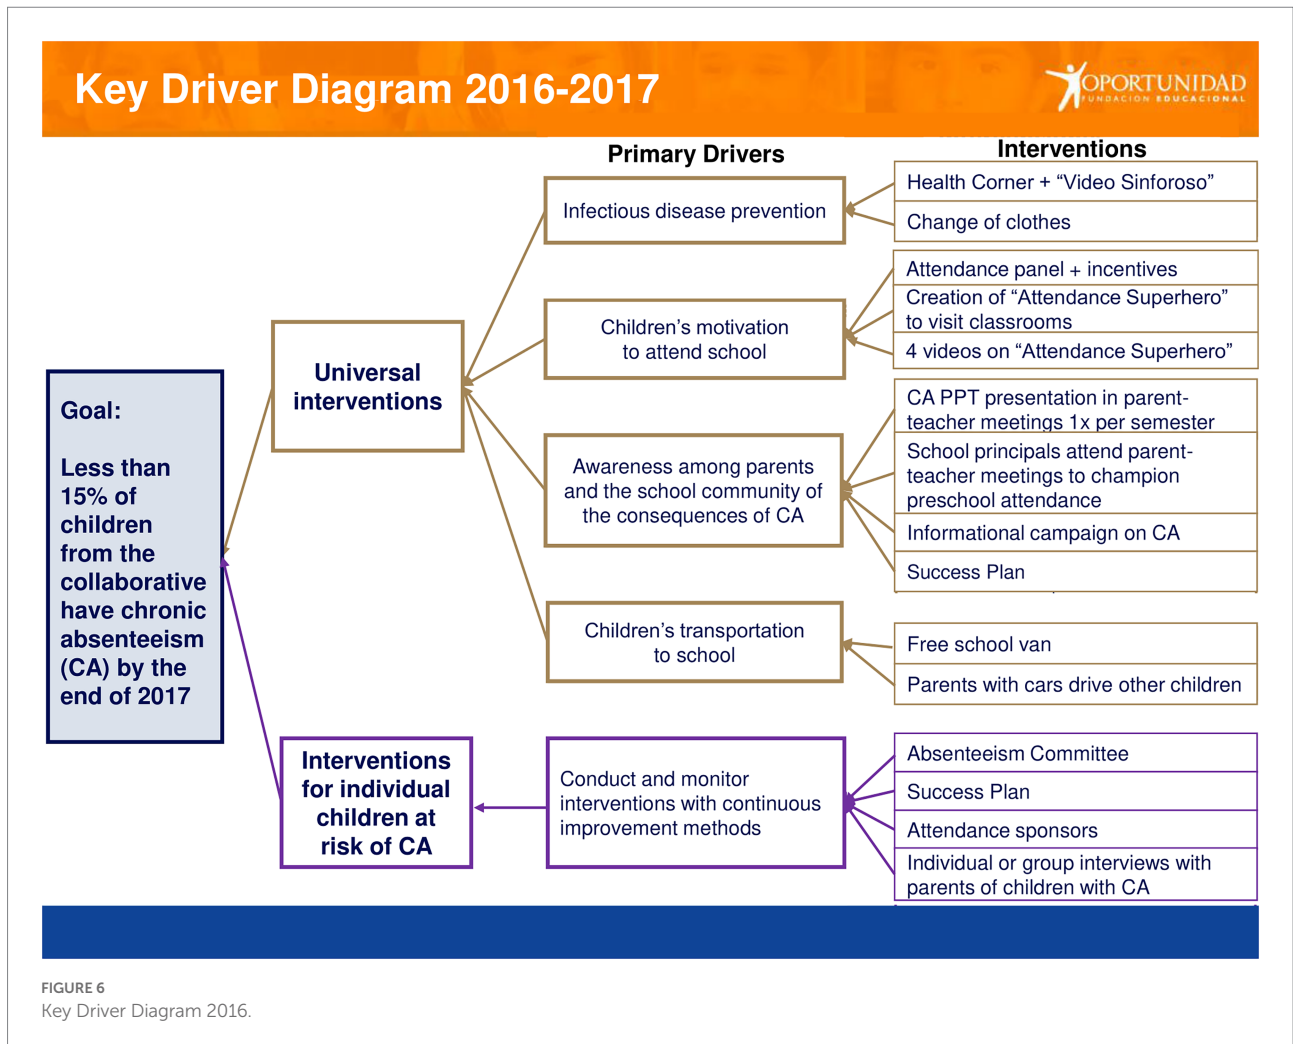 Key Driver Diagram 2016-2017
OPORTUNIDAD
FUNDACION EDUCACIONAL
Primary Drivers
Interventions
Goal:
Less than
15% of
children
from the
collaborative
have chronic
absenteeism
(CA) by the
end of 2017
Universal
interventions
Interventions
for individual
children at
risk of CA
Infectious disease prevention
Children’s motivation
to attend school
Awareness among parents
and the school community of
the consequences of CA
Children’s transportation
to school
Conduct and monitor
interventions with continuous
improvement methods
Health Corner + “Video Sinforoso”
Change of clothes
Attendance panel + incentives
Creation of “Attendance Superhero”
to visit classrooms
4 videos on “Attendance Superhero”
CA PPT presentation in parent-
teacher meetings 1x per semester
School principals attend parent-
teacher meetings to champion
preschool attendance
Informational campaign on CA
Success Plan
Free school van
Parents with cars drive other children
Absenteeism Committee
Success Plan
Attendance sponsors
Individual or group interviews with
parents of children with CA
FIGURE 6
Key Driver Diagram 2016.